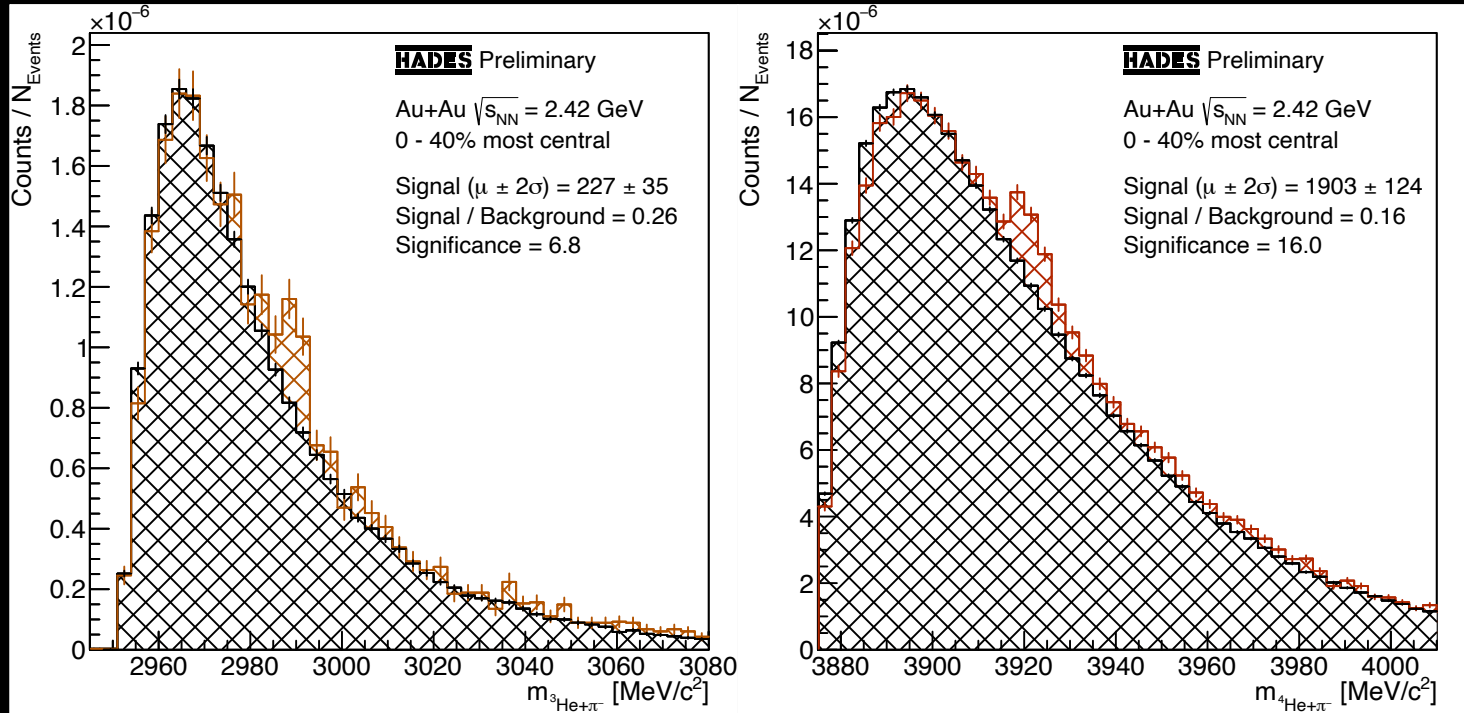 ×10⁻⁶
Counts / N_Events
2
1.8
1.6
1.4
1.2
1
0.8
0.6
0.4
0.2
0
HADES Preliminary
Au+Au √s_NN = 2.42 GeV
0 - 40% most central
Signal (μ ± 2σ) = 227 ± 35
Signal / Background = 0.26
Significance = 6.8
2960 2980 3000 3020 3040 3060 3080
m_³He+π⁻ [MeV/c²]
×10⁻⁶
Counts / N_Events
18
16
14
12
10
8
6
4
2
0
HADES Preliminary
Au+Au √s_NN = 2.42 GeV
0 - 40% most central
Signal (μ ± 2σ) = 1903 ± 124
Signal / Background = 0.16
Significance = 16.0
3880 3900 3920 3940 3960 3980 4000
m_⁴He+π⁻ [MeV/c²]